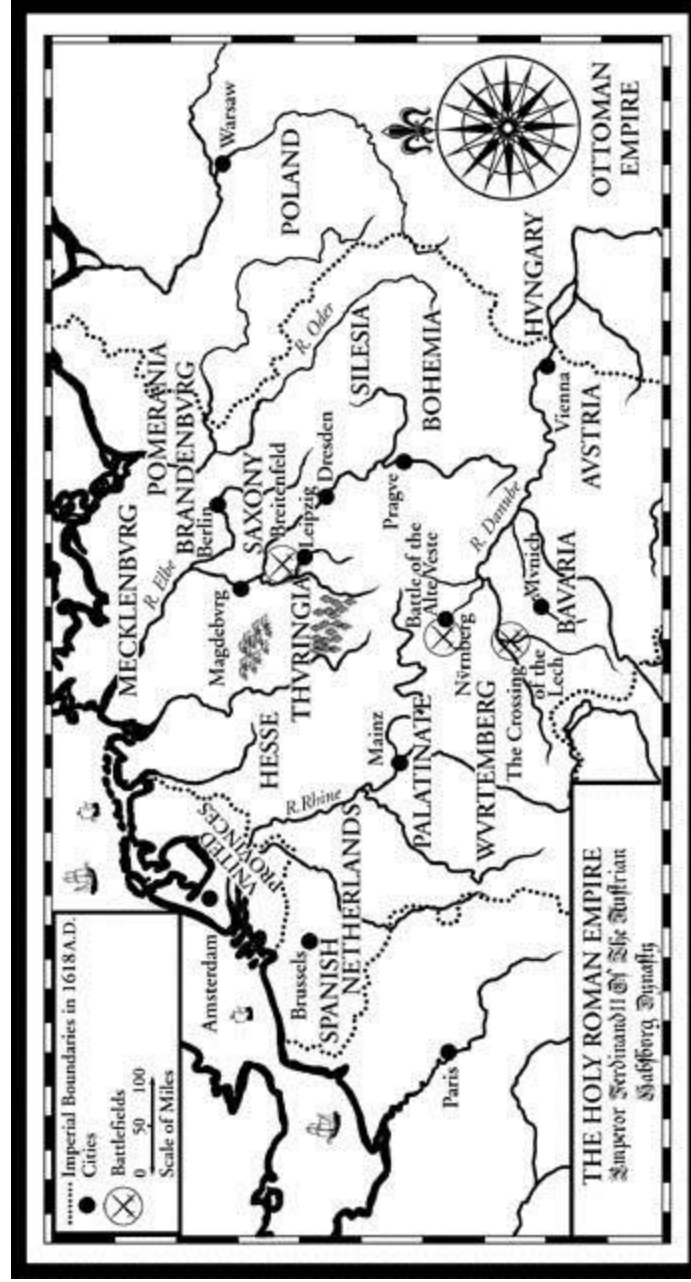 ········ Imperial Boundaries in 1618 A.D.
Cities
Battlefields
0 50 100
Scale of Miles
MECKLENBVRG
POMERANIA
BRANDENBVRG
R. Elbe
Berlin
Warsaw
POLAND
Amsterdam
VNITED
PROVINCES
Magdebvrg
SAXONY
Breitenfeld
Leipzig
Dresden
R. Oder
SILESIA
HESSE
THVRINGIA
Brussels
SPANISH
NETHERLANDS
R. Rhine
Mainz
PALATINATE
Battle of the
Alte Veste
Nvrnberg
Pragve
BOHEMIA
Paris
WVRTEMBERG
The Crossing
of the
Lech
R. Danube
Mvnich
BAVARIA
Vienna
AVSTRIA
HVNGARY
OTTOMAN
EMPIRE
THE HOLY ROMAN EMPIRE
Emperor Ferdinand II Of The Austrian
Habsburg Dynasty